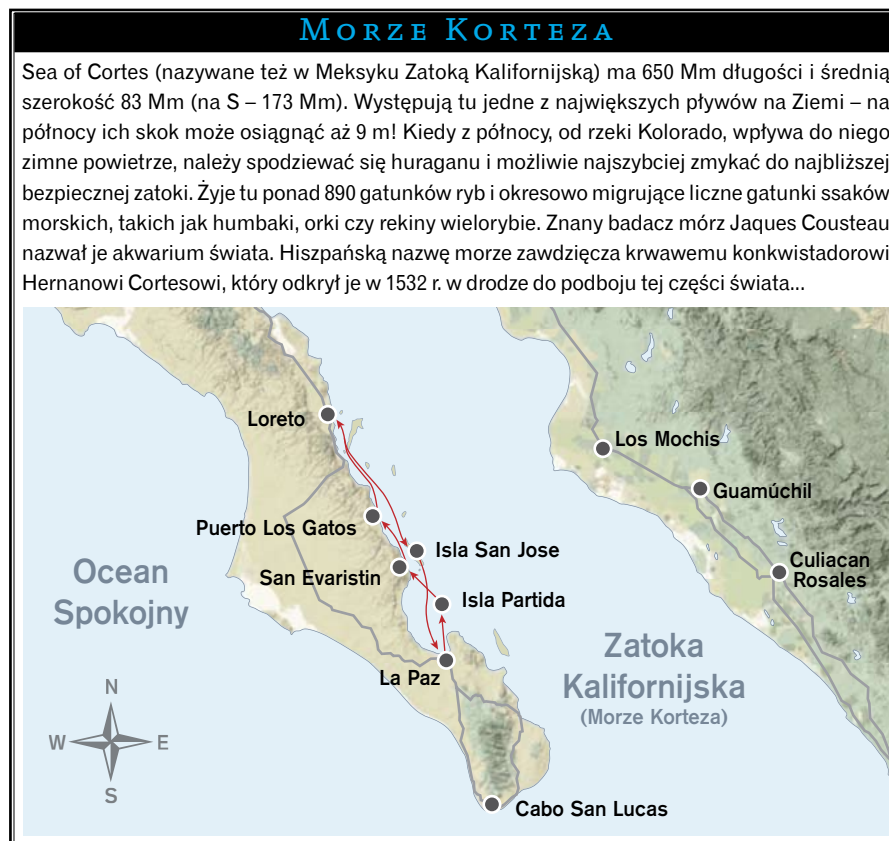 MORZE KORTEZA
Sea of Cortes (nazywane też w Meksyku Zatoką Kalifornijską) ma 650 Mm długości i średnią
szerokość 83 Mm (na S – 173 Mm). Występują tu jedne z największych pływów na Ziemi – na
północy ich skok może osiągnąć aż 9 m! Kiedy z północy, od rzeki Kolorado, wpływa do niego
zimne powietrze, należy spodziewać się huraganu i możliwie najszybciej zmykać do najbliższej
bezpiecznej zatoki. Żyje tu ponad 890 gatunków ryb i okresowo migrujące liczne gatunki ssaków
morskich, takich jak humbaki, orki czy rekiny wielorybie. Znany badacz mórz Jaques Cousteau
nazwał je akwarium świata. Hiszpańską nazwę morze zawdzięcza krwawemu konkwistadorowi
Hernanowi Cortesowi, który odkrył je w 1532 r. w drodze do podboju tej części świata...
Loreto
Los Mochis
Guamúchil
Puerto Los Gatos
Isla San Jose
San Evaristin
Culiacan
Rosales
Ocean
Spokojny
Isla Partida
Zatoka
Kalifornijska
(Morze Korteza)
La Paz
N
W
E
S
Cabo San Lucas